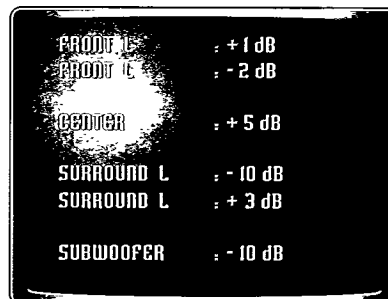 FRONT L : + 1 dB
FRONT L : - 2 dB
CENTER : + 5 dB
SURROUND L : - 10 dB
SURROUND L : + 3 dB
SUBWOOFER : - 10 dB